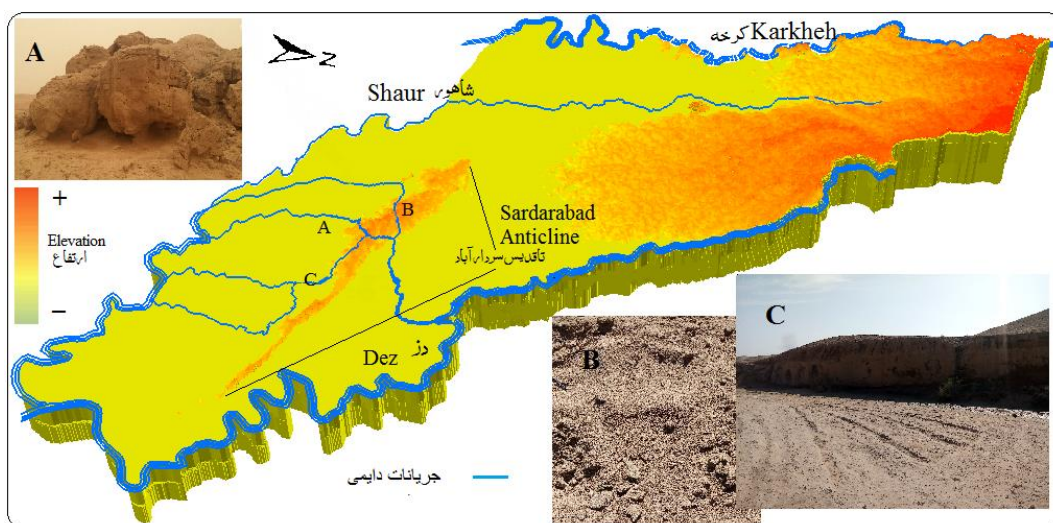 A
Z
کرخه Karkheh
Shaur شاهور
+
Elevation
ارتفاع
−
A
B
C
Sardarabad
Anticline
تاقدیس سردارآباد
Dez دز
B
C
جریانات دایمی